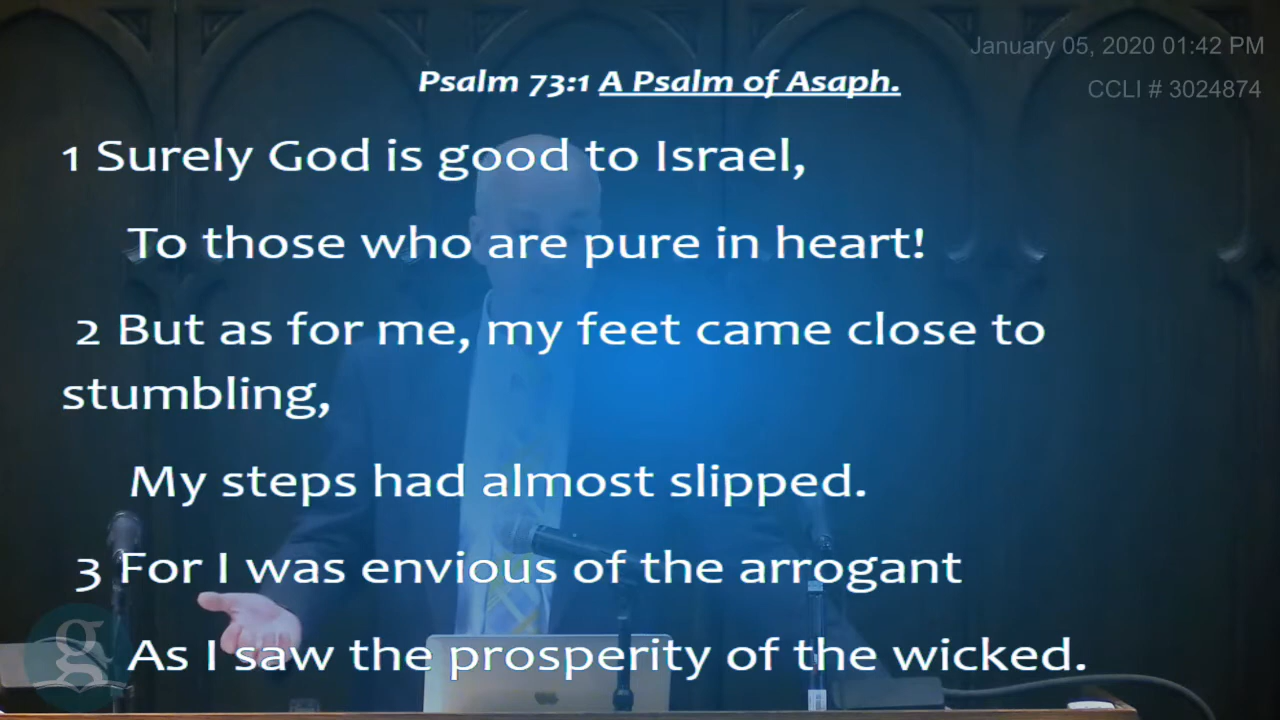 January 05, 2020 01:42 PM
CCLI # 3024874
Psalm 73:1 A Psalm of Asaph.
1 Surely God is good to Israel,
To those who are pure in heart!
2 But as for me, my feet came close to
stumbling,
My steps had almost slipped.
3 For I was envious of the arrogant
As I saw the prosperity of the wicked.
g